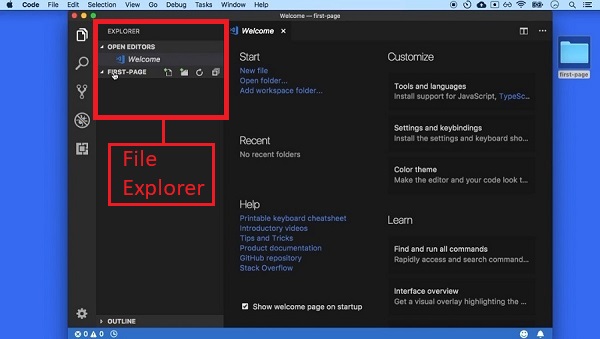 Code File Edit Selection View Go Debug Tasks Window Help
Welcome — first-page
EXPLORER
OPEN EDITORS
Welcome
FIRST-PAGE
File
Explorer
OUTLINE
0 0
Welcome
Start
New file
Open folder...
Add workspace folder...
Recent
No recent folders
Help
Printable keyboard cheatsheet
Introductory videos
Tips and Tricks
Product documentation
GitHub repository
Stack Overflow
Show welcome page on startup
Customize
Tools and languages
Install support for JavaScript, TypeSc...
Settings and keybindings
Install the settings and keyboard sho...
Color theme
Make the editor and your code look t...
Learn
Find and run all commands
Rapidly access and search command...
Interface overview
Get a visual overlay highlighting the ...
first-page